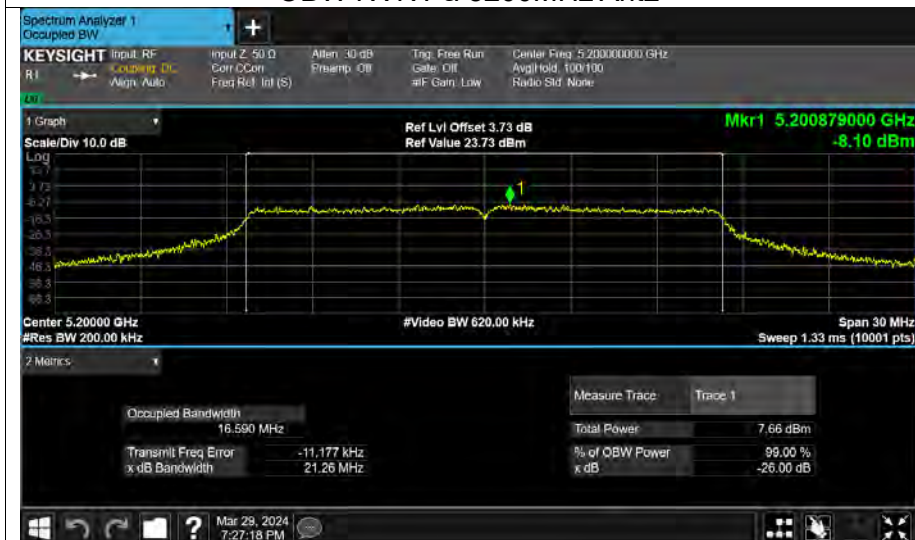 Spectrum Analyzer 1
Occupied BW
+
KEYSIGHT Input: RF
Coupling: DC
Align: Auto
Input Z: 50 Ω
Corr CCorr
Freq Ref: Int (S)
Atten: 30 dB
Preamp: Off
Trig: Free Run
Gate: Off
#IF Gain: Low
Center Freq: 5.200000000 GHz
Avg|Hold: 100/100
Radio Std: None
1 Graph
Scale/Div 10.0 dB
Ref Lvl Offset 3.73 dB
Ref Value 23.73 dBm
Mkr1 5.200879000 GHz
-8.10 dBm
Log
13.7
3.73
-6.27
-16.3
-26.3
-36.3
-46.3
-56.3
-66.3
1
Center 5.20000 GHz
#Video BW 620.00 kHz
Span 30 MHz
#Res BW 200.00 kHz
Sweep 1.33 ms (10001 pts)
2 Metrics
Measure Trace Trace 1
Occupied Bandwidth
16.590 MHz
Total Power 7.66 dBm
Transmit Freq Error -11.177 kHz
% of OBW Power 99.00 %
x dB Bandwidth 21.26 MHz
x dB -26.00 dB
?
Mar 29, 2024
7:27:18 PM